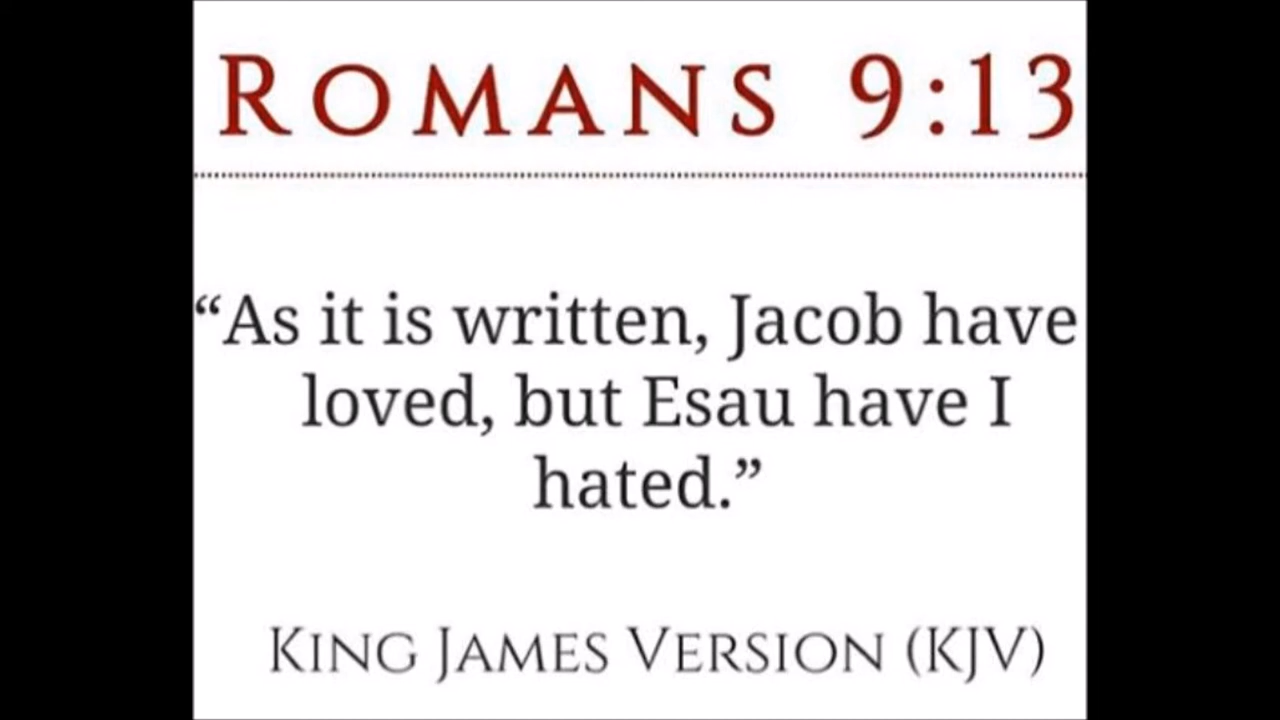 Romans 9:13
“As it is written, Jacob have
loved, but Esau have I
hated.”
King James Version (KJV)